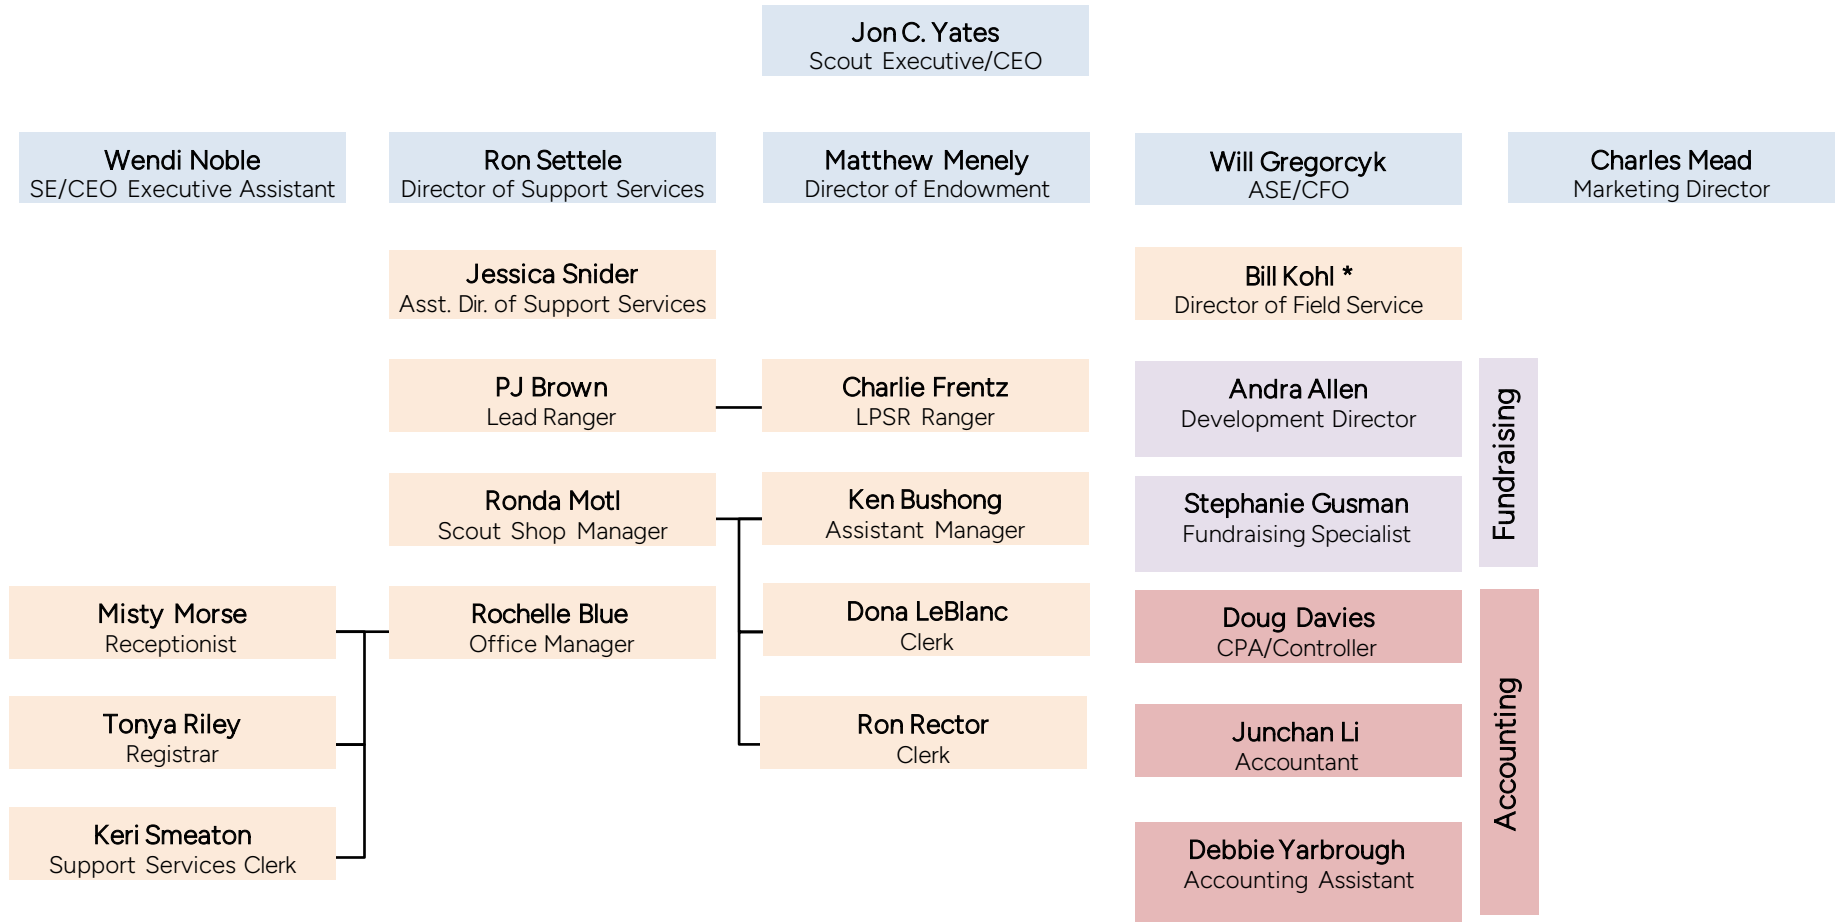 Jon C. Yates
Scout Executive/CEO
Wendi Noble
SE/CEO Executive Assistant
Ron Settele
Director of Support Services
Matthew Menely
Director of Endowment
Will Gregorcyk
ASE/CFO
Charles Mead
Marketing Director
Jessica Snider
Asst. Dir. of Support Services
Bill Kohl *
Director of Field Service
PJ Brown
Lead Ranger
Charlie Frentz
LPSR Ranger
Andra Allen
Development Director
Fundraising
Ronda Motl
Scout Shop Manager
Ken Bushong
Assistant Manager
Stephanie Gusman
Fundraising Specialist
Misty Morse
Receptionist
Rochelle Blue
Office Manager
Dona LeBlanc
Clerk
Doug Davies
CPA/Controller
Accounting
Tonya Riley
Registrar
Ron Rector
Clerk
Junchan Li
Accountant
Keri Smeaton
Support Services Clerk
Debbie Yarbrough
Accounting Assistant